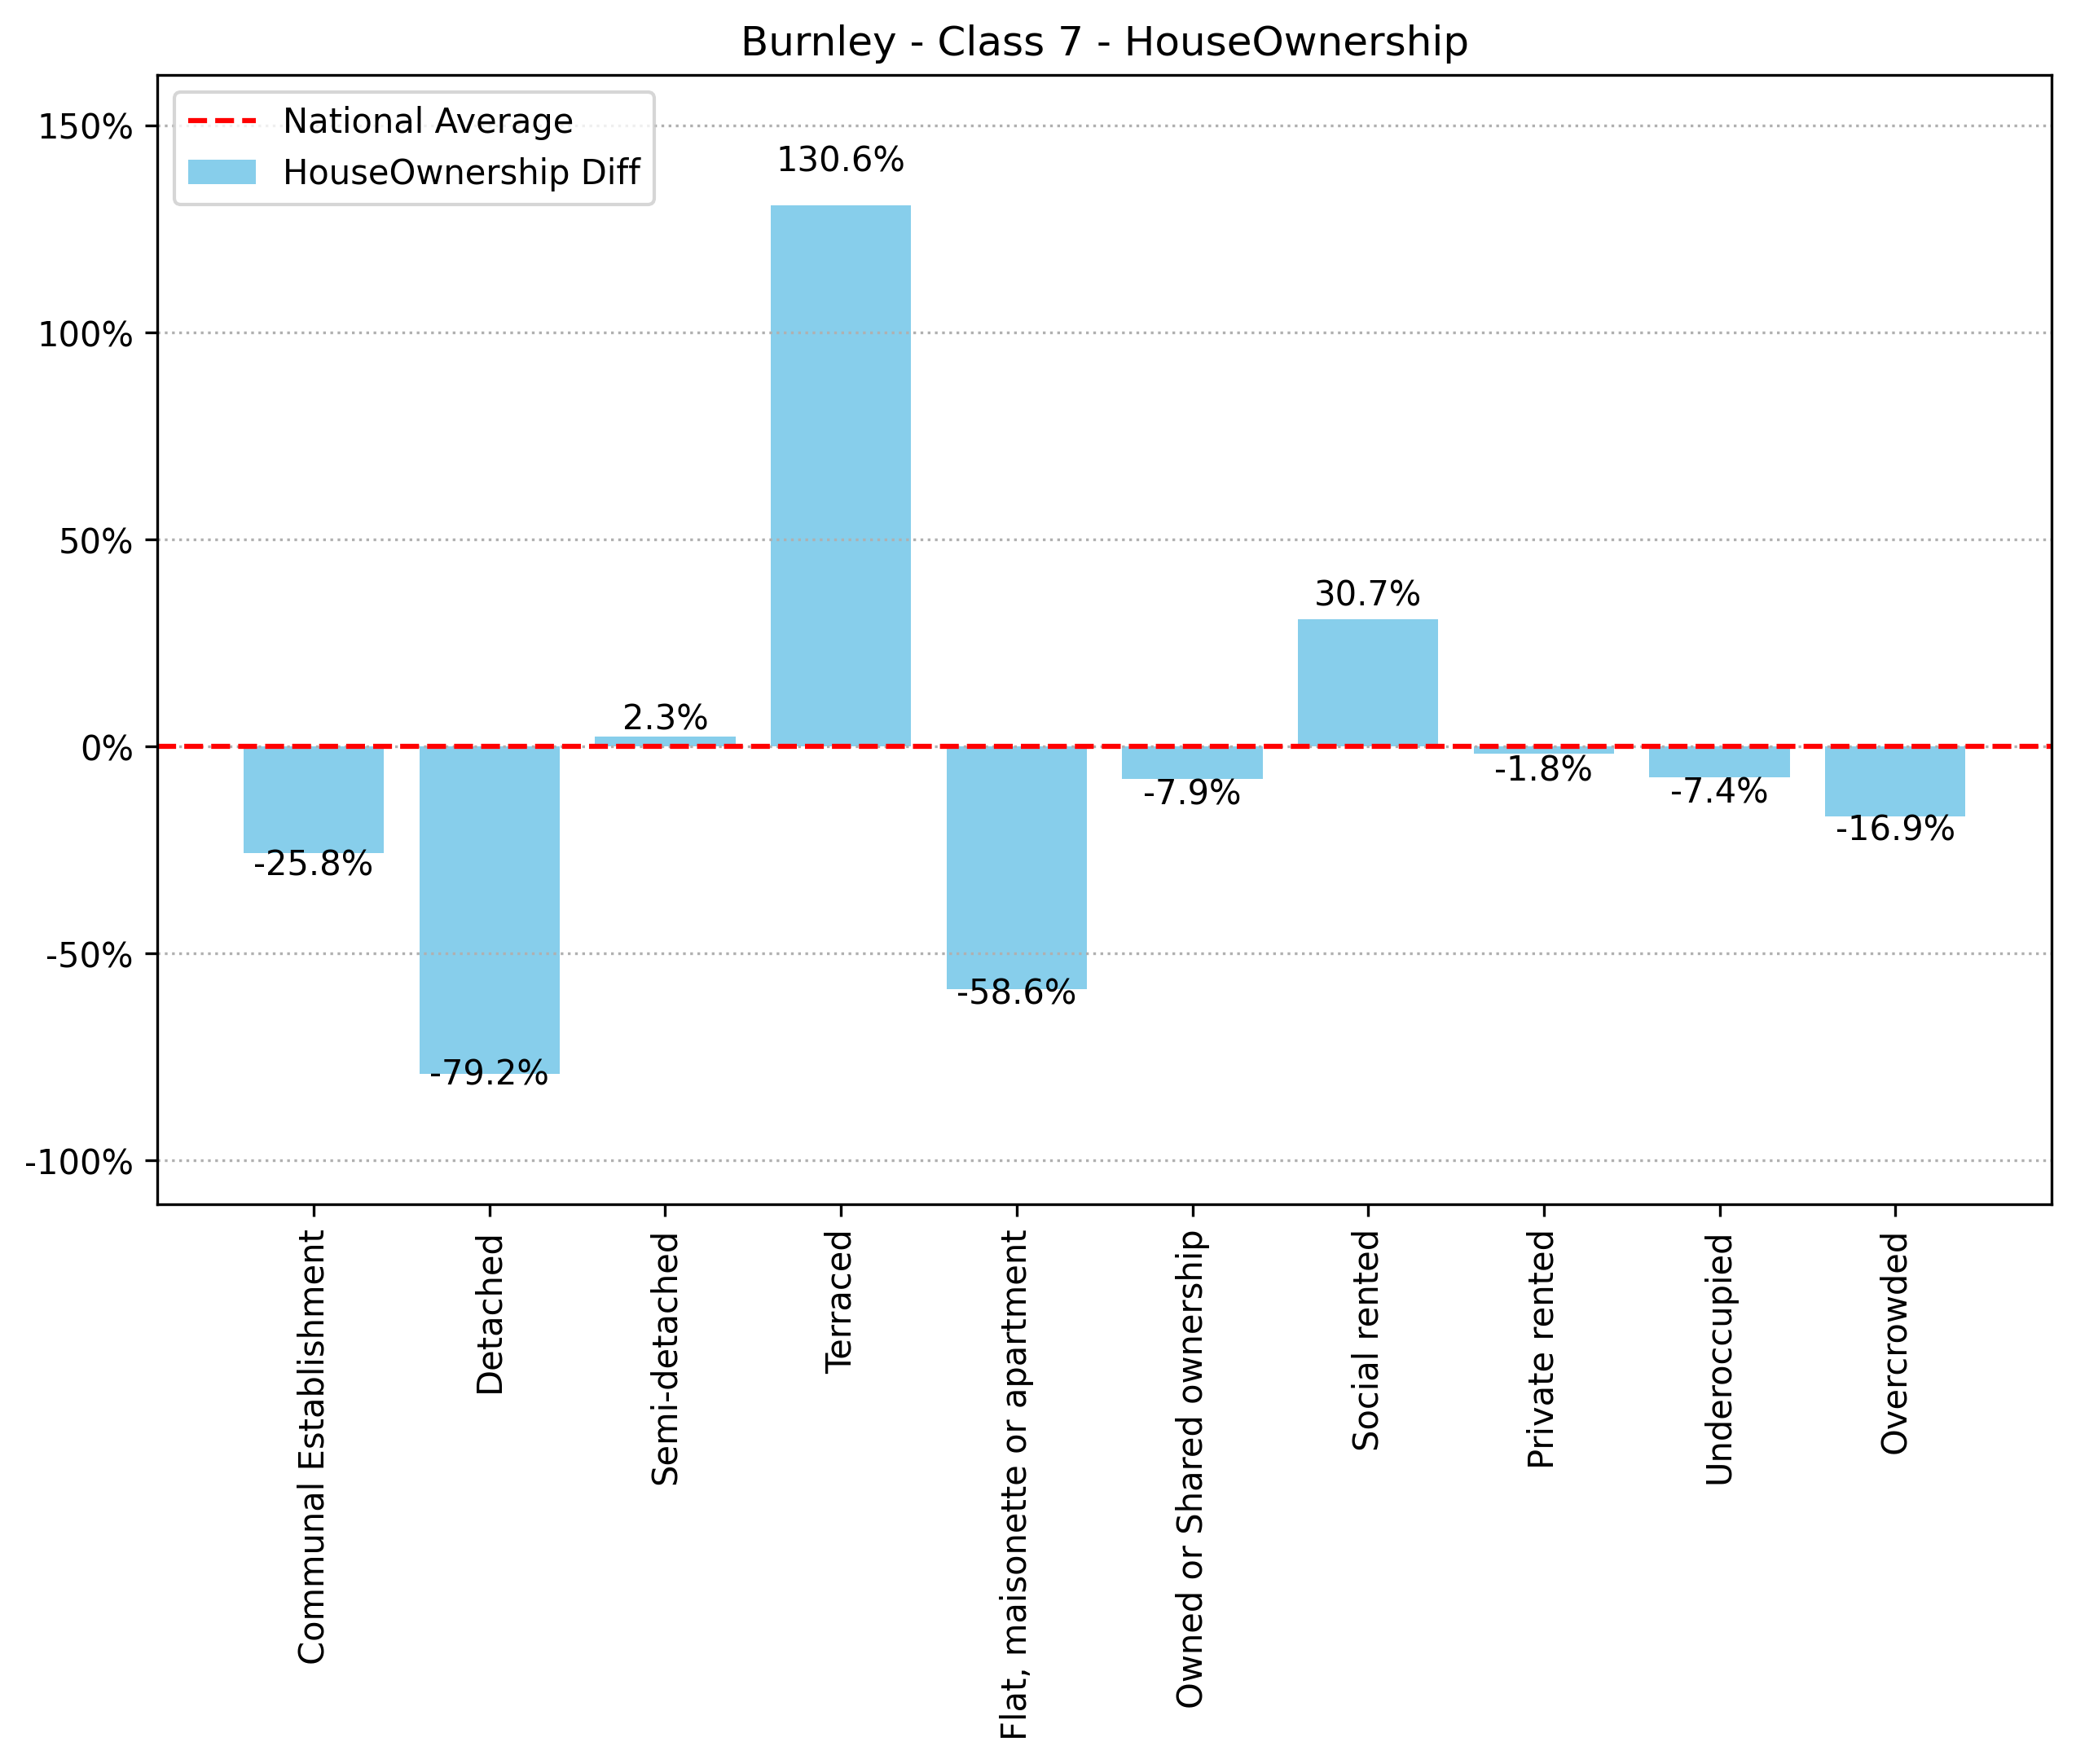 Burnley - Class 7 - HouseOwnership
National Average
HouseOwnership Diff
150%
100%
50%
0%
-50%
-100%
-25.8%
-79.2%
2.3%
130.6%
-58.6%
-7.9%
30.7%
-1.8%
-7.4%
-16.9%
Communal Establishment
Detached
Semi-detached
Terraced
Flat, maisonette or apartment
Owned or Shared ownership
Social rented
Private rented
Underoccupied
Overcrowded